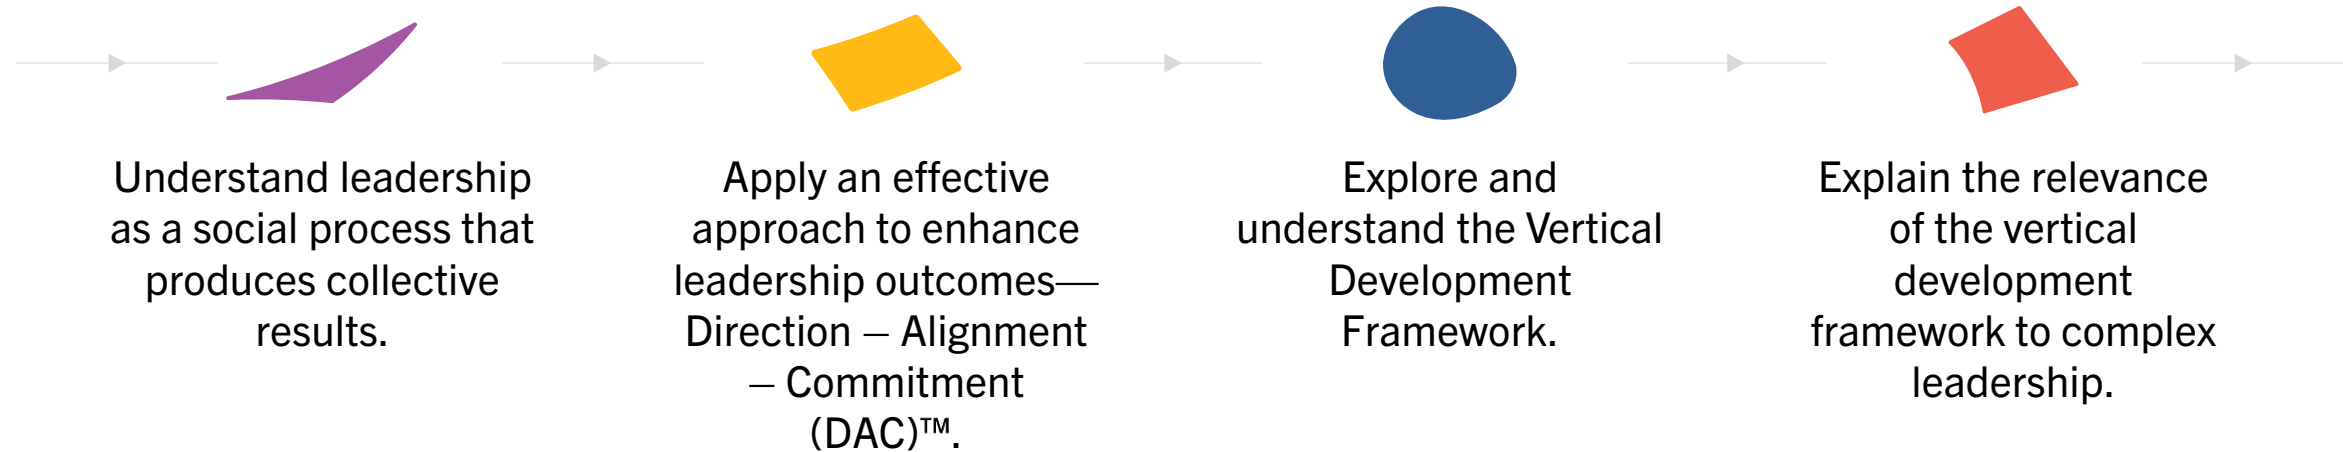 Understand leadership
as a social process that
produces collective
results.
Apply an effective
approach to enhance
leadership outcomes—
Direction – Alignment
– Commitment
(DAC)™.
Explore and
understand the Vertical
Development
Framework.
Explain the relevance
of the vertical
development
framework to complex
leadership.